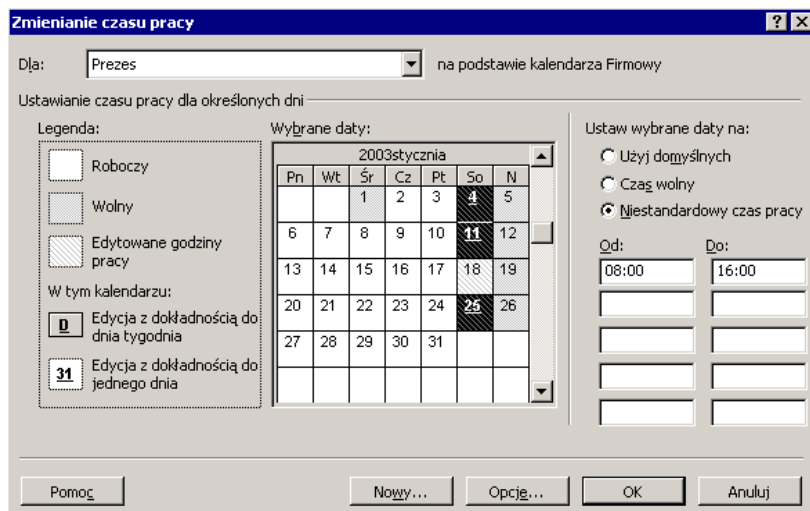 Zmienianie czasu pracy
Dla: Prezes na podstawie kalendarza Firmowy
Ustawianie czasu pracy dla określonych dni
Legenda:
Roboczy
Wolny
Edytowane godziny
pracy
W tym kalendarzu:
D Edycja z dokładnością do
dnia tygodnia
31 Edycja z dokładnością do
jednego dnia
Wybrane daty:
2003stycznia
Pn Wt Śr Cz Pt So N
1 2 3 4 5
6 7 8 9 10 11 12
13 14 15 16 17 18 19
20 21 22 23 24 25 26
27 28 29 30 31
Ustaw wybrane daty na:
Użyj domyślnych
Czas wolny
Niestandardowy czas pracy
Od: Do:
08:00 16:00
Pomoc Nowy... Opcje... OK Anuluj